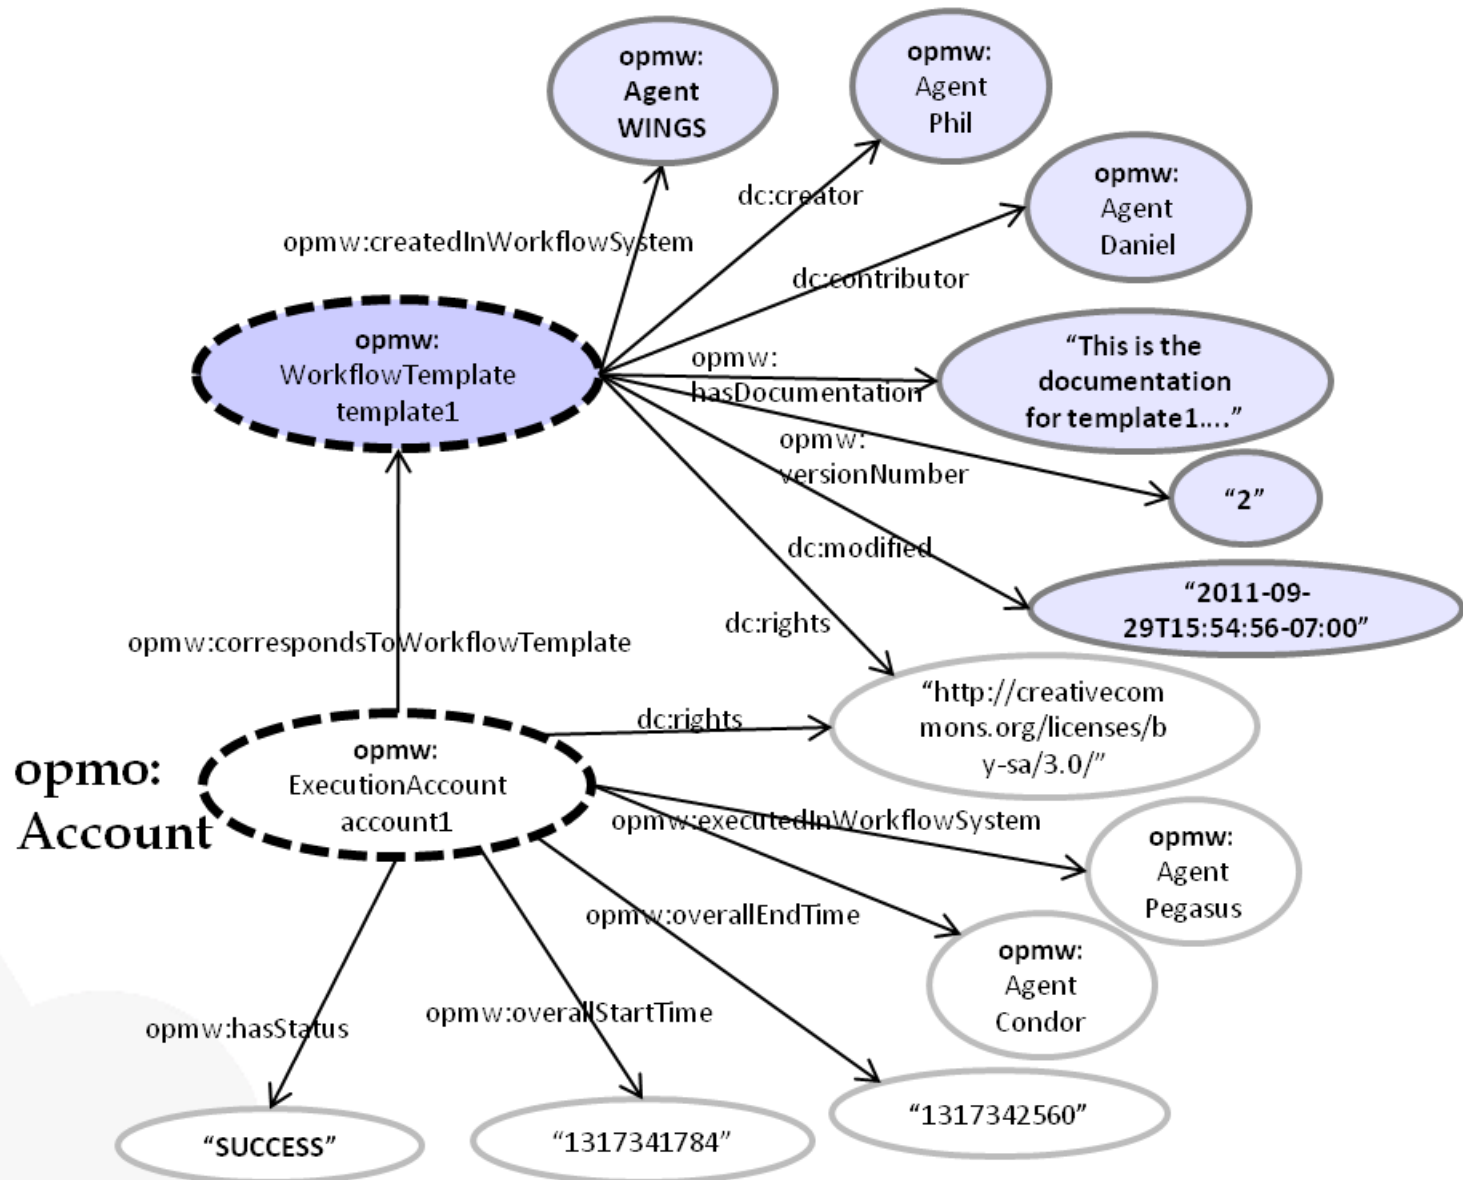 opmw:
Agent
WINGS
opmw:
Agent
Phil
dc:creator
opmw:
Agent
Daniel
opmw:createdInWorkflowSystem
dc:contributor
opmw:
WorkflowTemplate
template1
opmw:
hasDocumentation
“This is the
documentation
for template1....”
opmw:
versionNumber
“2”
dc:modified
“2011-09-
29T15:54:56-07:00”
dc:rights
opmw:correspondsToWorkflowTemplate
“http://creativecom
mons.org/licenses/b
y-sa/3.0/”
dc:rights
opmo:
Account
opmw:
ExecutionAccount
account1
opmw:executedInWorkflowSystem
opmw:
Agent
Pegasus
opmw:overallEndTime
opmw:
Agent
Condor
opmw:hasStatus
opmw:overallStartTime
“SUCCESS”
“1317341784”
“1317342560”